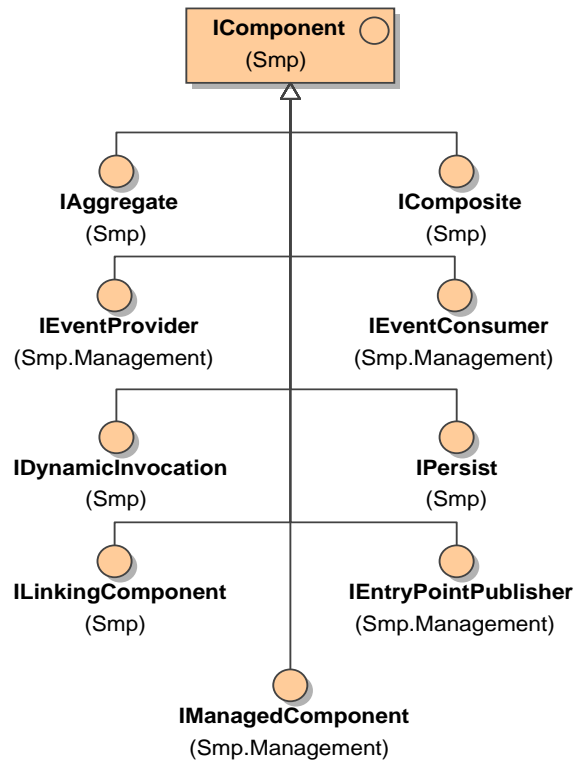 IComponent
(Smp)
IAggregate
(Smp)
IComposite
(Smp)
IEventProvider
(Smp.Management)
IEventConsumer
(Smp.Management)
IDynamicInvocation
(Smp)
IPersist
(Smp)
ILinkingComponent
(Smp)
IEntryPointPublisher
(Smp.Management)
IManagedComponent
(Smp.Management)